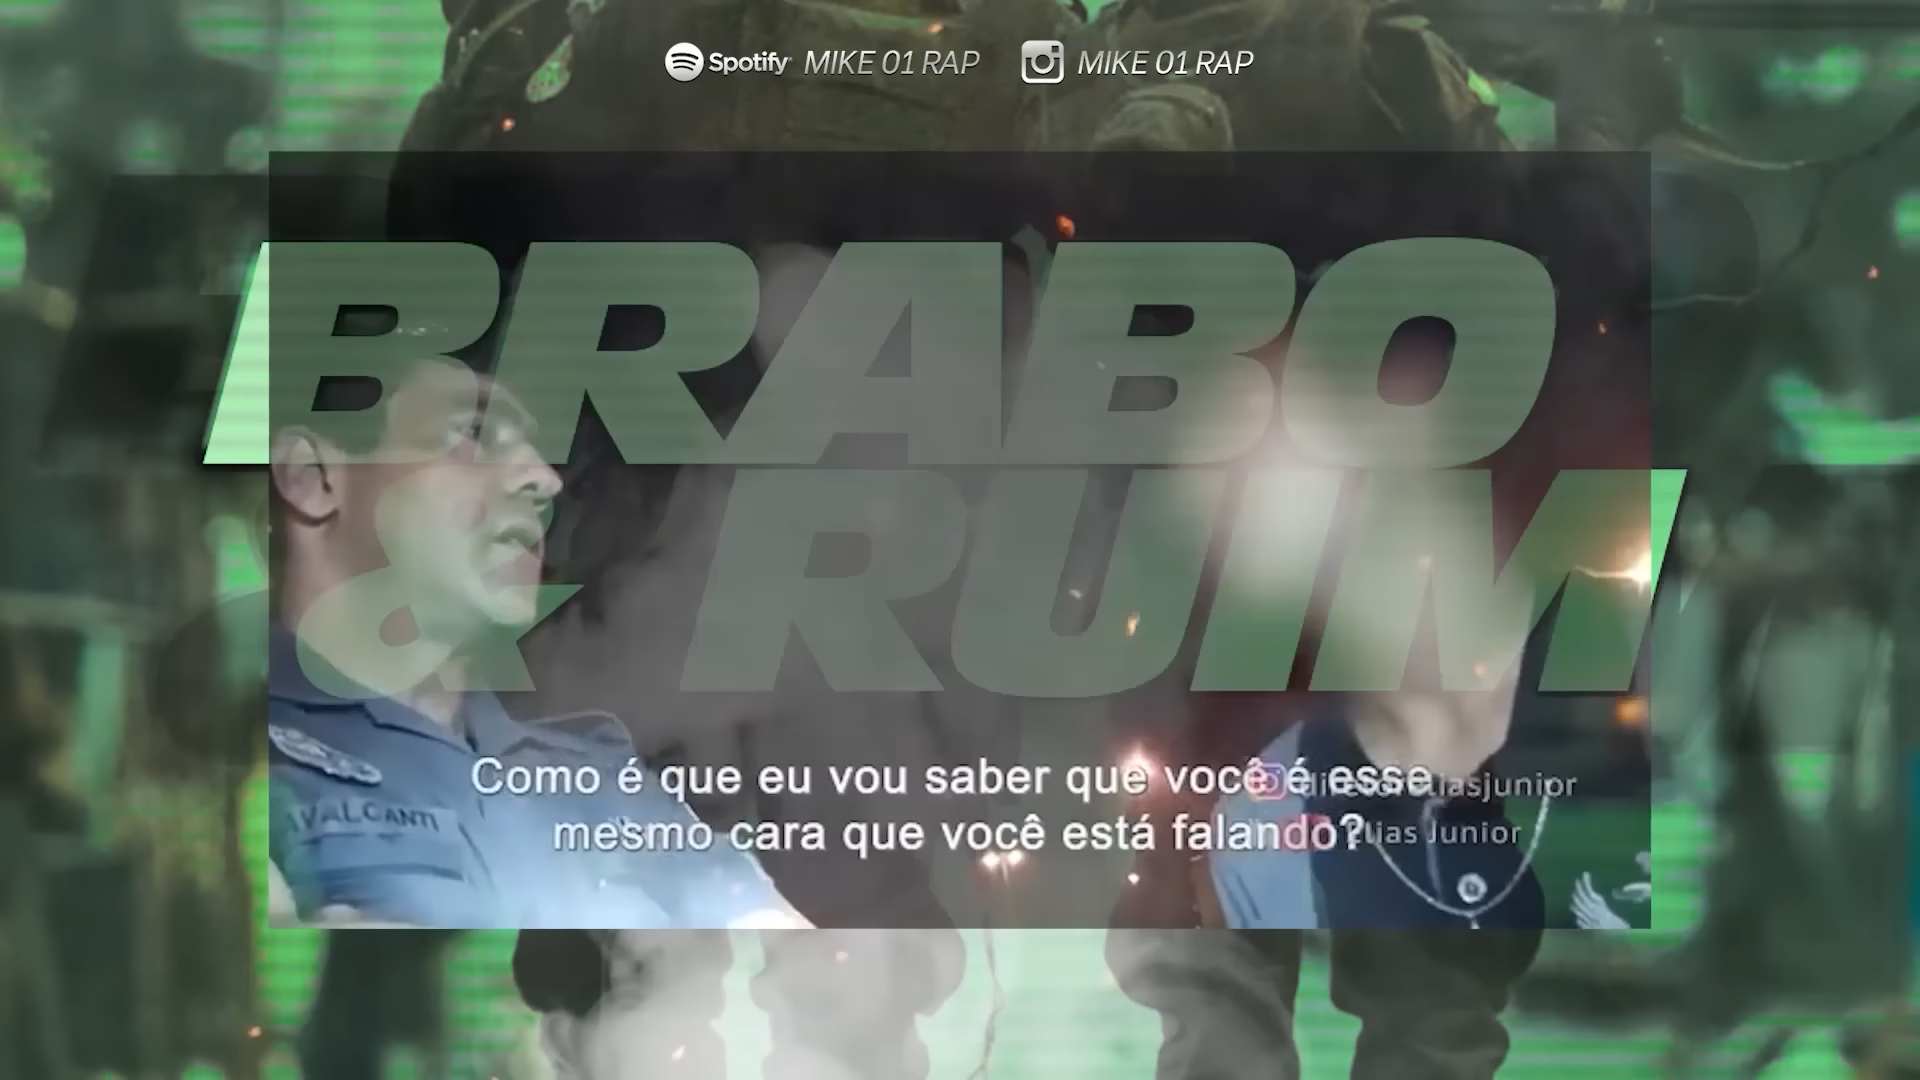 Spotify MIKE 01 RAP
MIKE 01 RAP
BRABO
& RUIM
Como é que eu vou saber que você é esse
mesmo cara que você está falando?
AVALCANTI